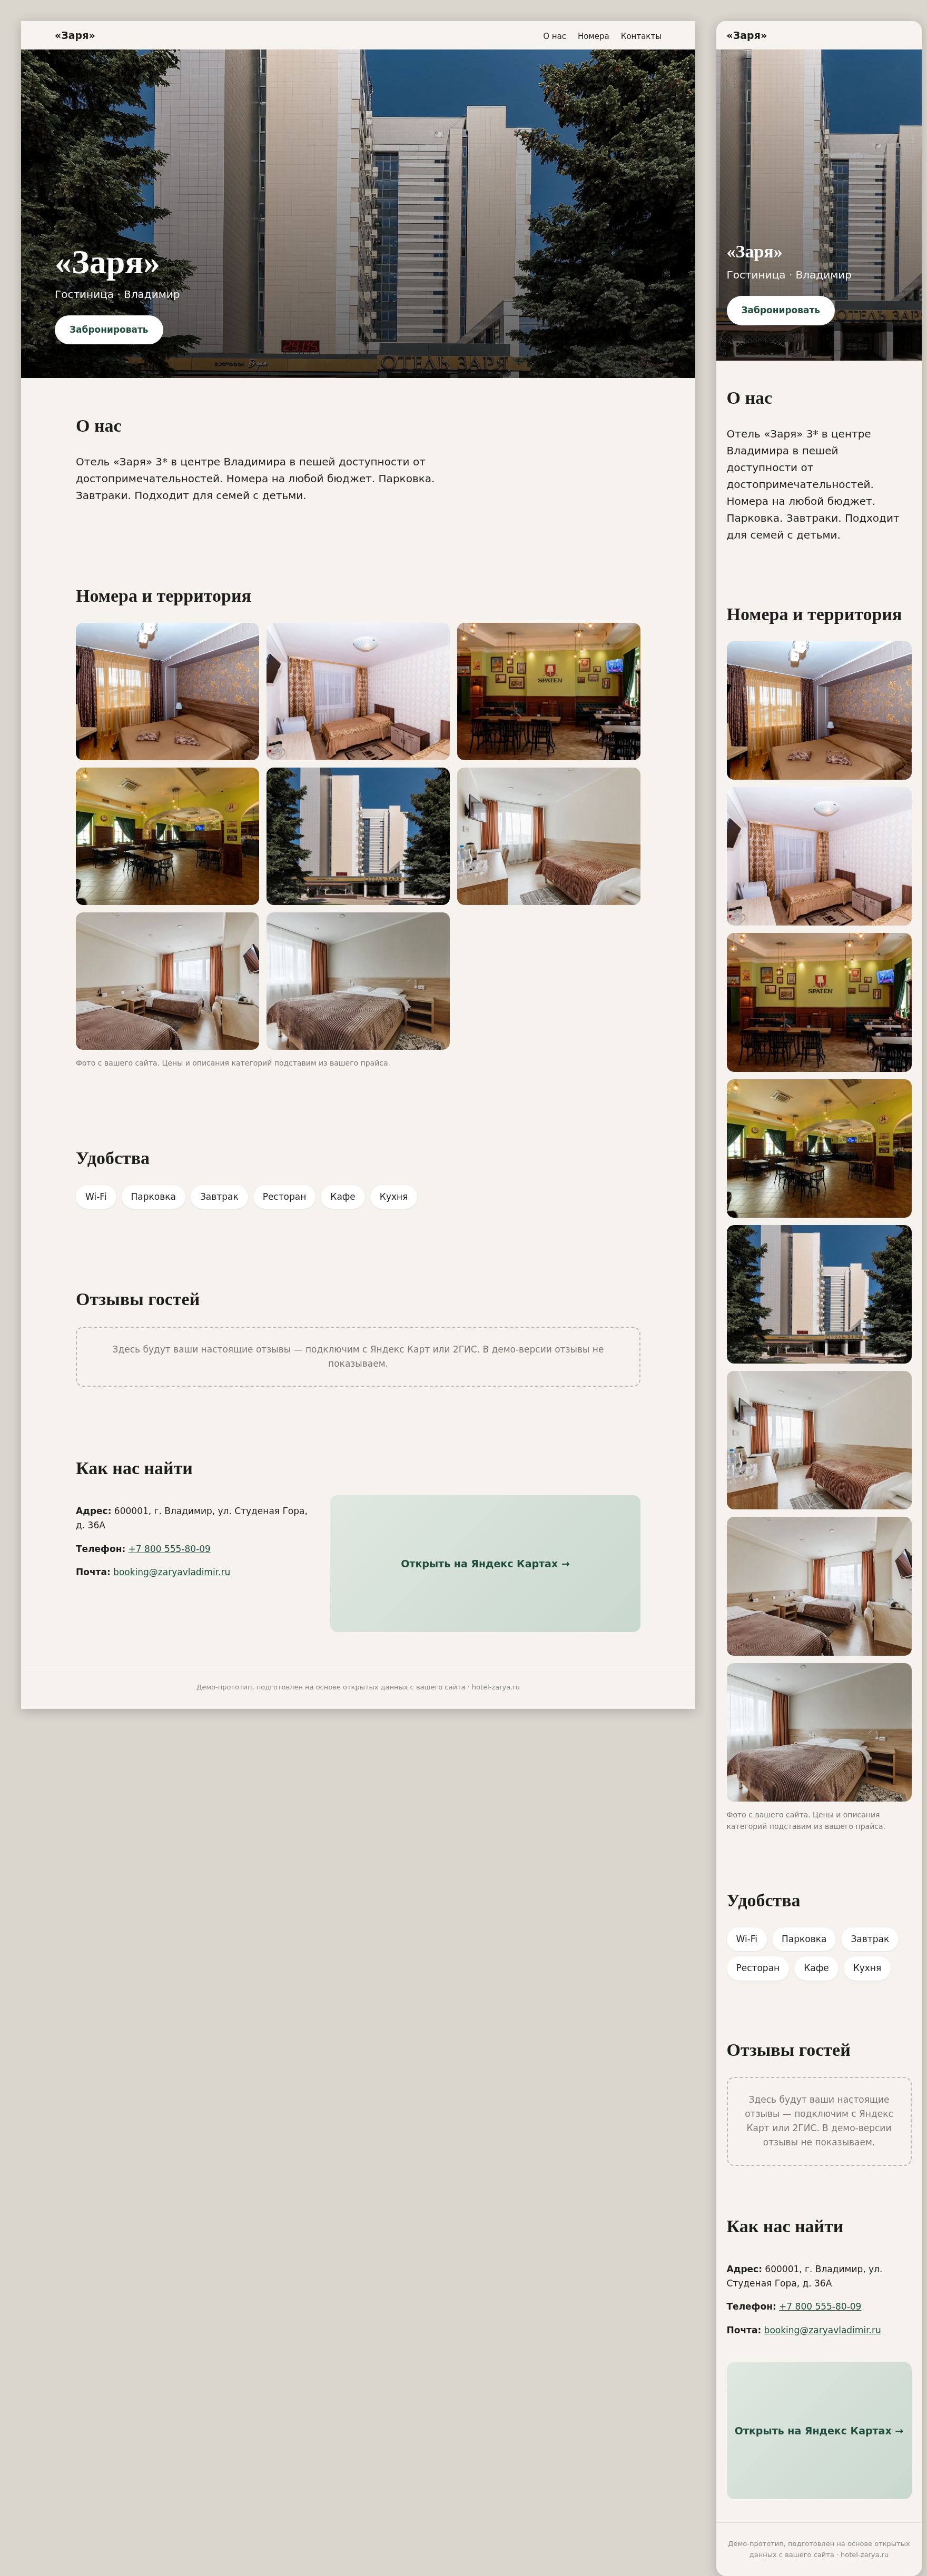 «Заря»
О нас Номера Контакты
«Заря»
Гостиница · Владимир
Забронировать
ОТЕЛЬ ЗАРЯ
О нас
Отель «Заря» 3* в центре Владимира в пешей доступности от
достопримечательностей. Номера на любой бюджет. Парковка.
Завтраки. Подходит для семей с детьми.
Номера и территория
SPATEN
Фото с вашего сайта. Цены и описания категорий подставим из вашего прайса.
Удобства
Wi-Fi Парковка Завтрак Ресторан Кафе Кухня
Отзывы гостей
Здесь будут ваши настоящие отзывы — подключим с Яндекс Карт или 2ГИС. В демо-версии отзывы не
показываем.
Как нас найти
Адрес: 600001, г. Владимир, ул. Студеная Гора,
д. 36А
Телефон: +7 800 555-80-09
Почта: booking@zaryavladimir.ru
Открыть на Яндекс Картах →
Демо-прототип, подготовлен на основе открытых данных с вашего сайта · hotel-zarya.ru
«Заря»
«Заря»
Гостиница · Владимир
Забронировать
ОТЕЛЬ ЗАР
О нас
Отель «Заря» 3* в центре
Владимира в пешей
доступности от
достопримечательностей.
Номера на любой бюджет.
Парковка. Завтраки. Подходит
для семей с детьми.
Номера и территория
SPATEN
Фото с вашего сайта. Цены и описания
категорий подставим из вашего прайса.
Удобства
Wi-Fi Парковка Завтрак
Ресторан Кафе Кухня
Отзывы гостей
Здесь будут ваши настоящие
отзывы — подключим с Яндекс
Карт или 2ГИС. В демо-версии
отзывы не показываем.
Как нас найти
Адрес: 600001, г. Владимир, ул.
Студеная Гора, д. 36А
Телефон: +7 800 555-80-09
Почта: booking@zaryavladimir.ru
Открыть на Яндекс Картах →
Демо-прототип, подготовлен на основе открытых
данных с вашего сайта · hotel-zarya.ru